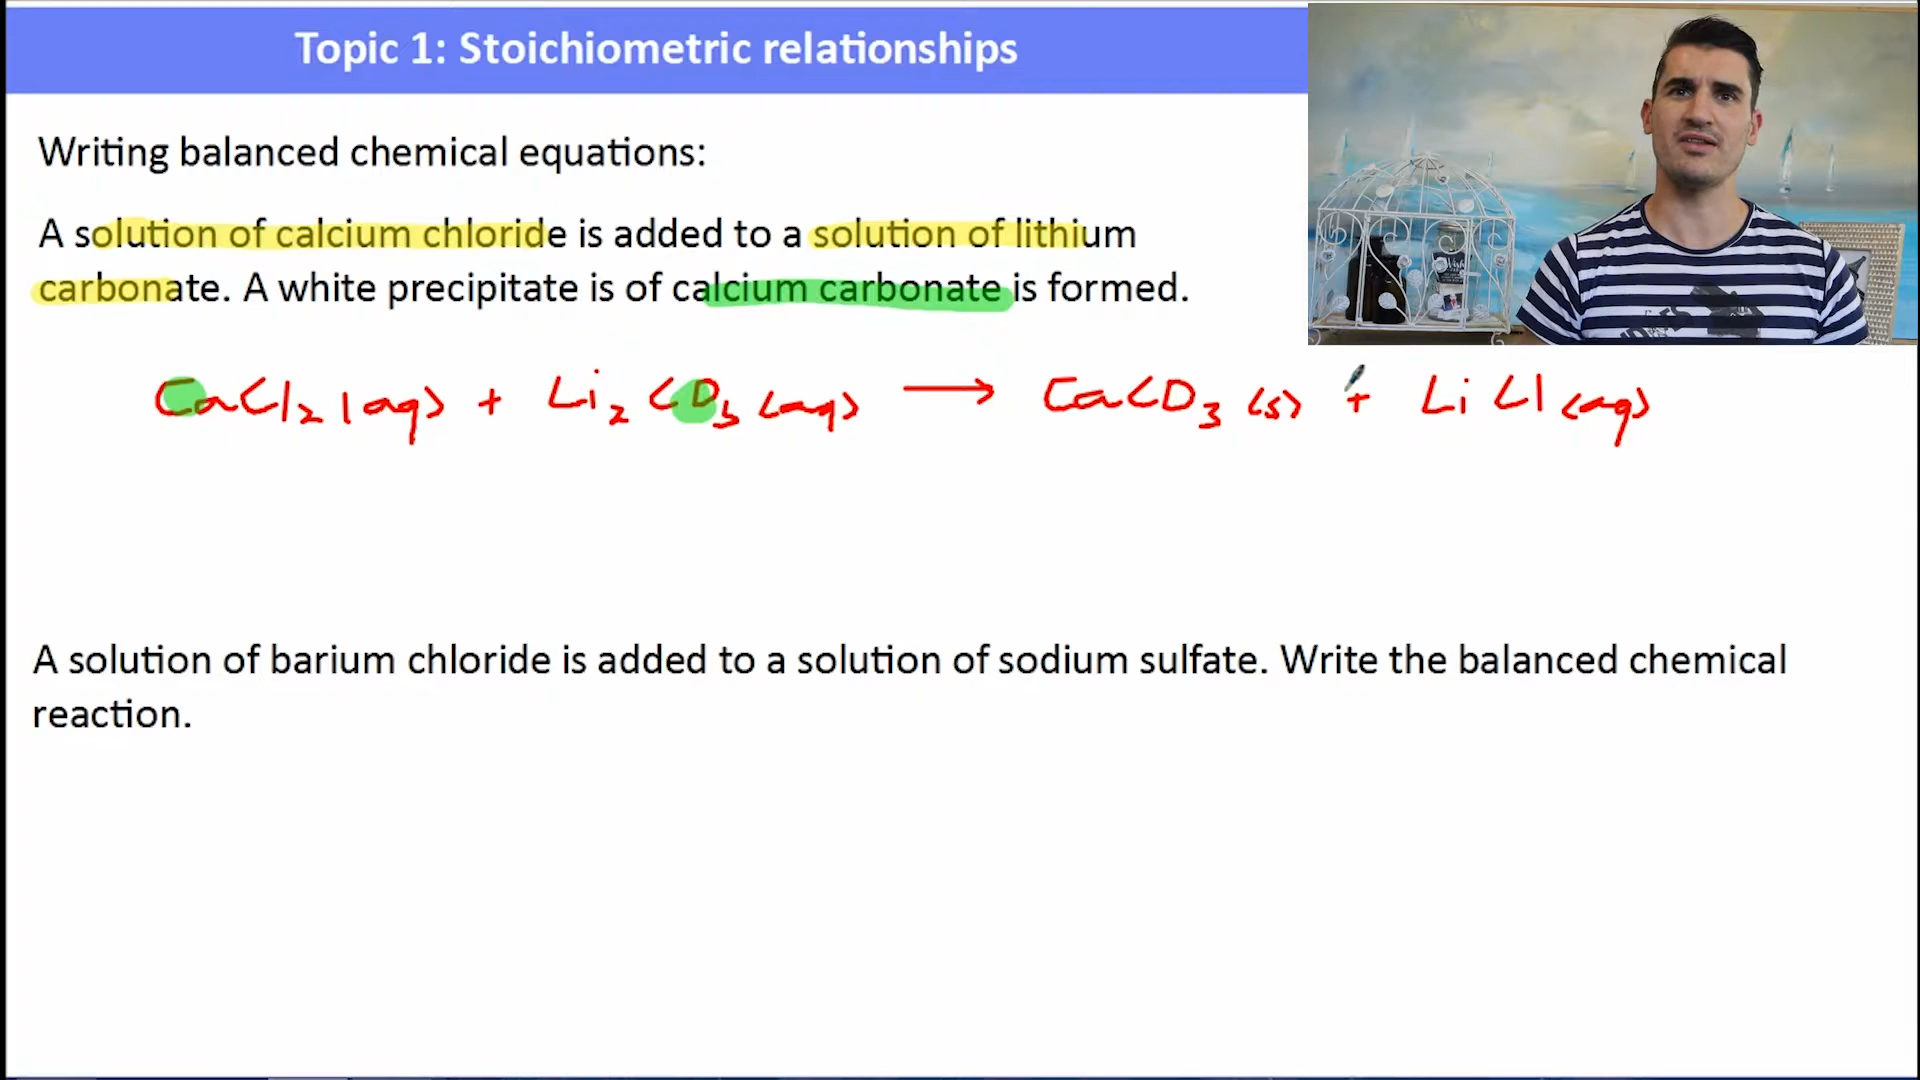 Topic 1: Stoichiometric relationships
Writing balanced chemical equations:
A solution of calcium chloride is added to a solution of lithium
carbonate. A white precipitate is of calcium carbonate is formed.
CaCl₂ (aq) + Li₂CO₃ (aq) ⟶ CaCO₃ (s) + LiCl (aq)
A solution of barium chloride is added to a solution of sodium sulfate. Write the balanced chemical
reaction.